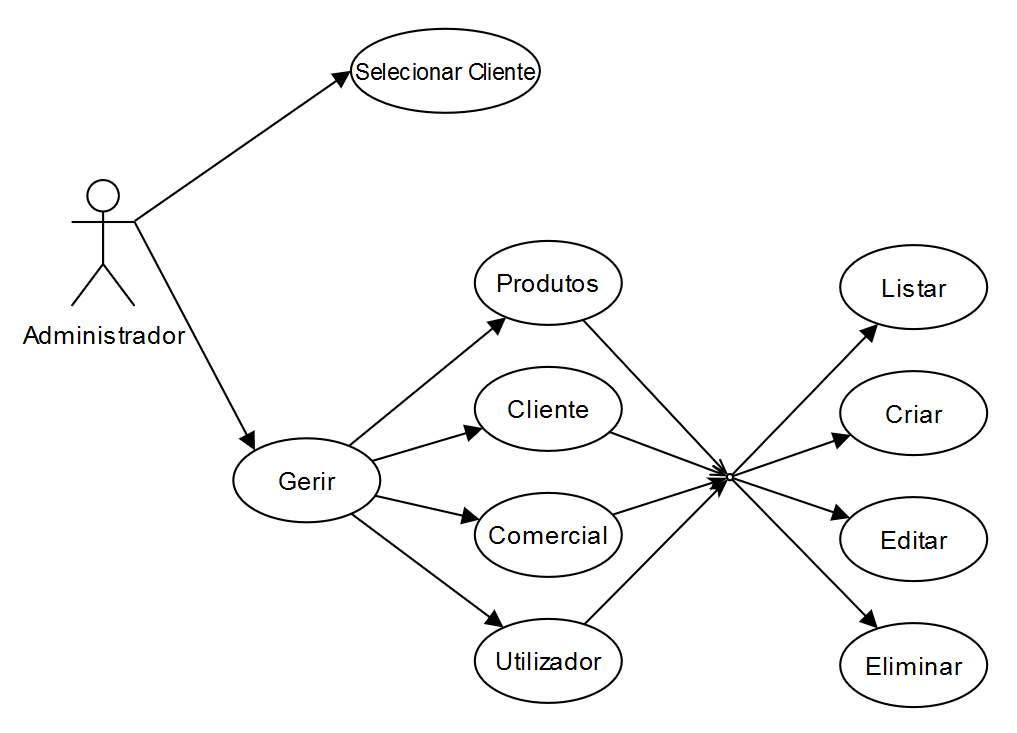 Selecionar Cliente
Administrador
Produtos
Listar
Cliente
Criar
Gerir
Comercial
Editar
Utilizador
Eliminar